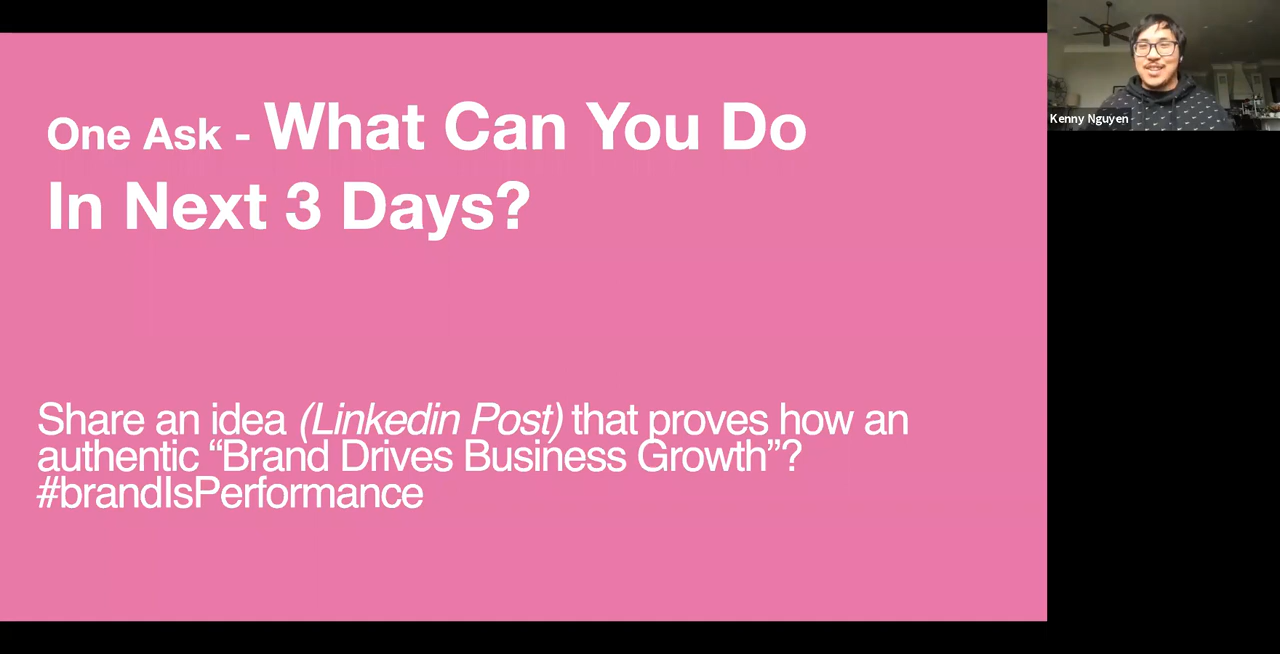 One Ask - What Can You Do
In Next 3 Days?
Share an idea (Linkedin Post) that proves how an
authentic “Brand Drives Business Growth”?
#brandIsPerformance
Kenny Nguyen